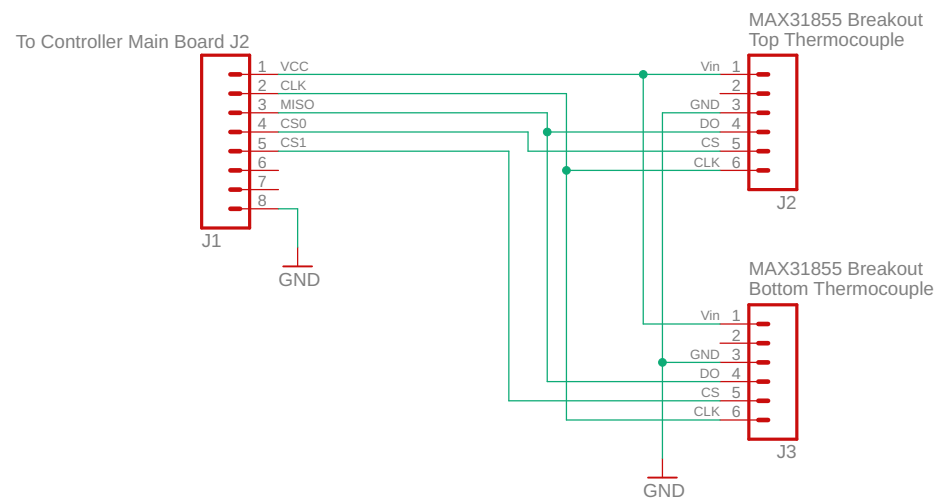 MAX31855 Breakout
Top Thermocouple
To Controller Main Board J2
1 VCC
2 CLK
3 MISO
4 CS0
5 CS1
6
7
8
J1
GND
Vin 1
2
GND 3
DO 4
CS 5
CLK 6
J2
MAX31855 Breakout
Bottom Thermocouple
Vin 1
2
GND 3
DO 4
CS 5
CLK 6
J3
GND